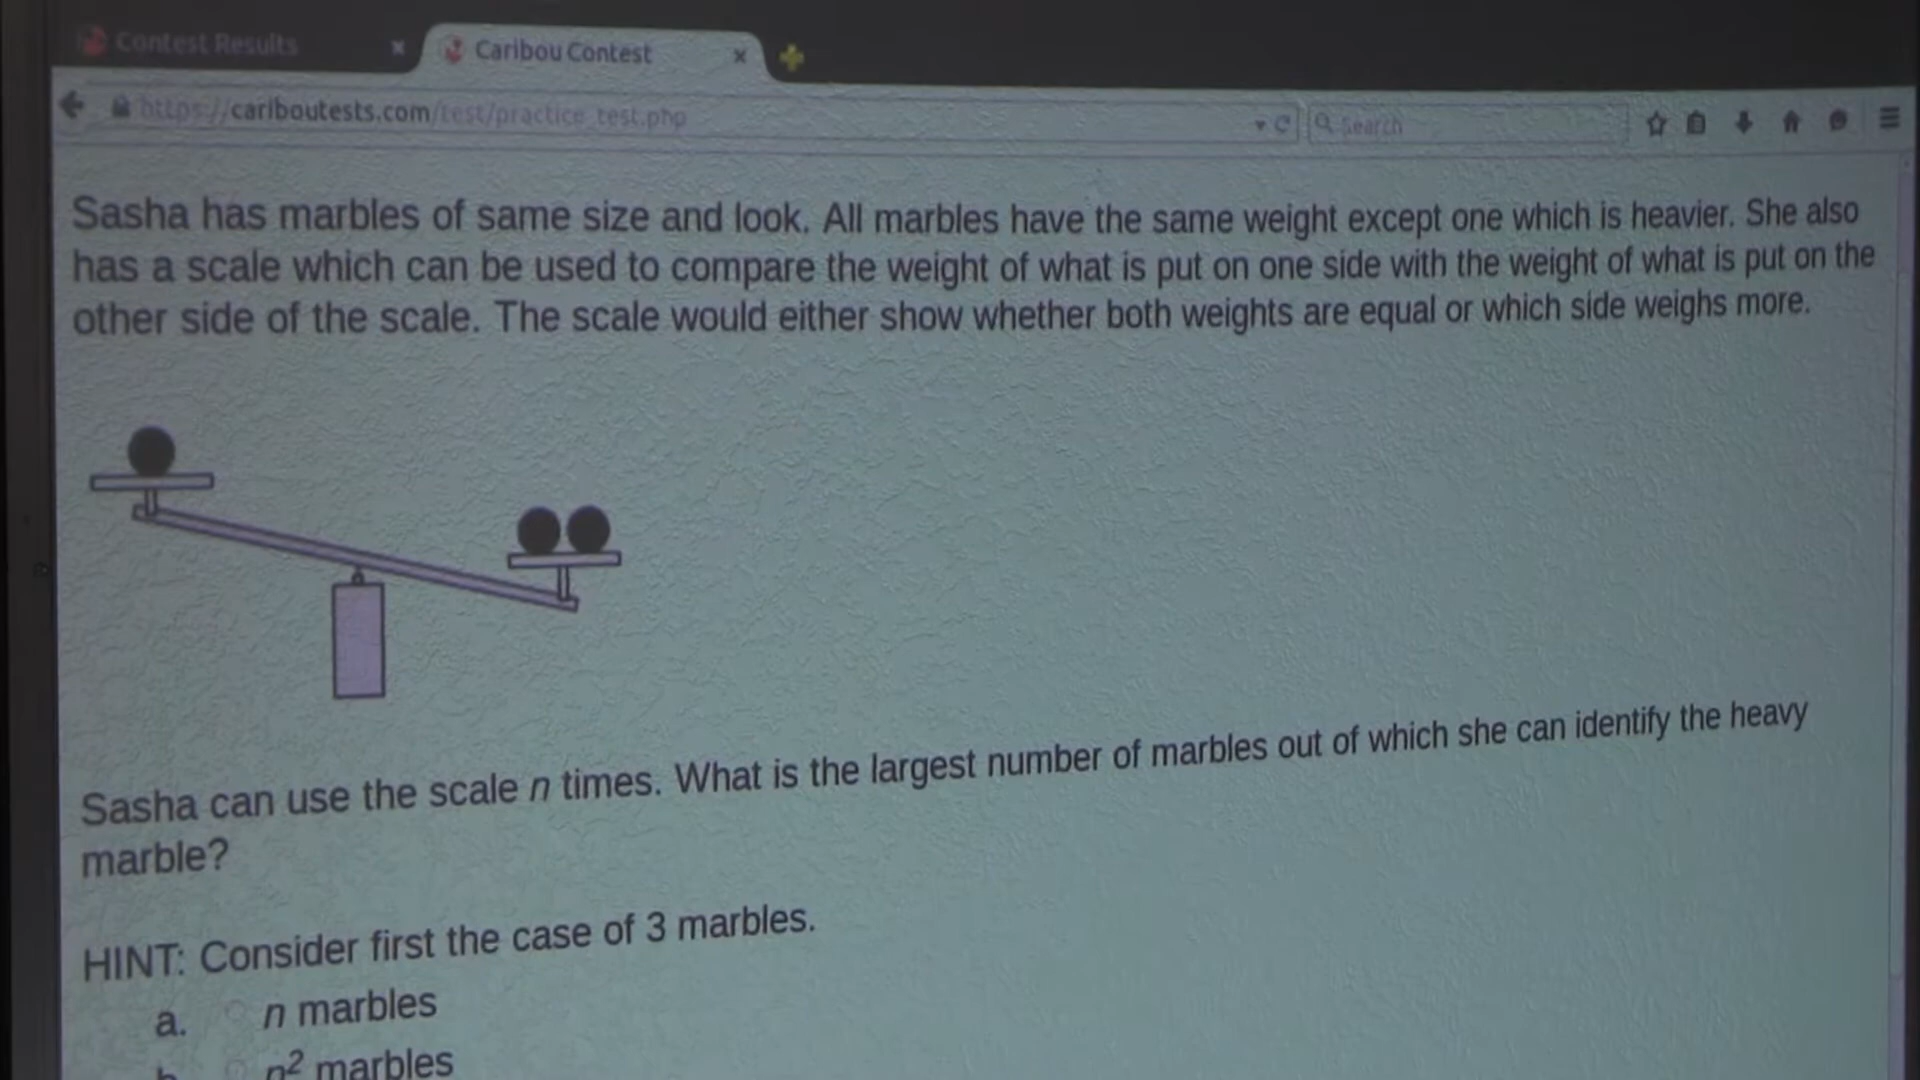 Contest Results
Caribou Contest
https://cariboutests.com/test/practice_test.php
Search
Sasha has marbles of same size and look. All marbles have the same weight except one which is heavier. She also
has a scale which can be used to compare the weight of what is put on one side with the weight of what is put on the
other side of the scale. The scale would either show whether both weights are equal or which side weighs more.
Sasha can use the scale n times. What is the largest number of marbles out of which she can identify the heavy
marble?
HINT: Consider first the case of 3 marbles.
a. n marbles
b. n² marbles